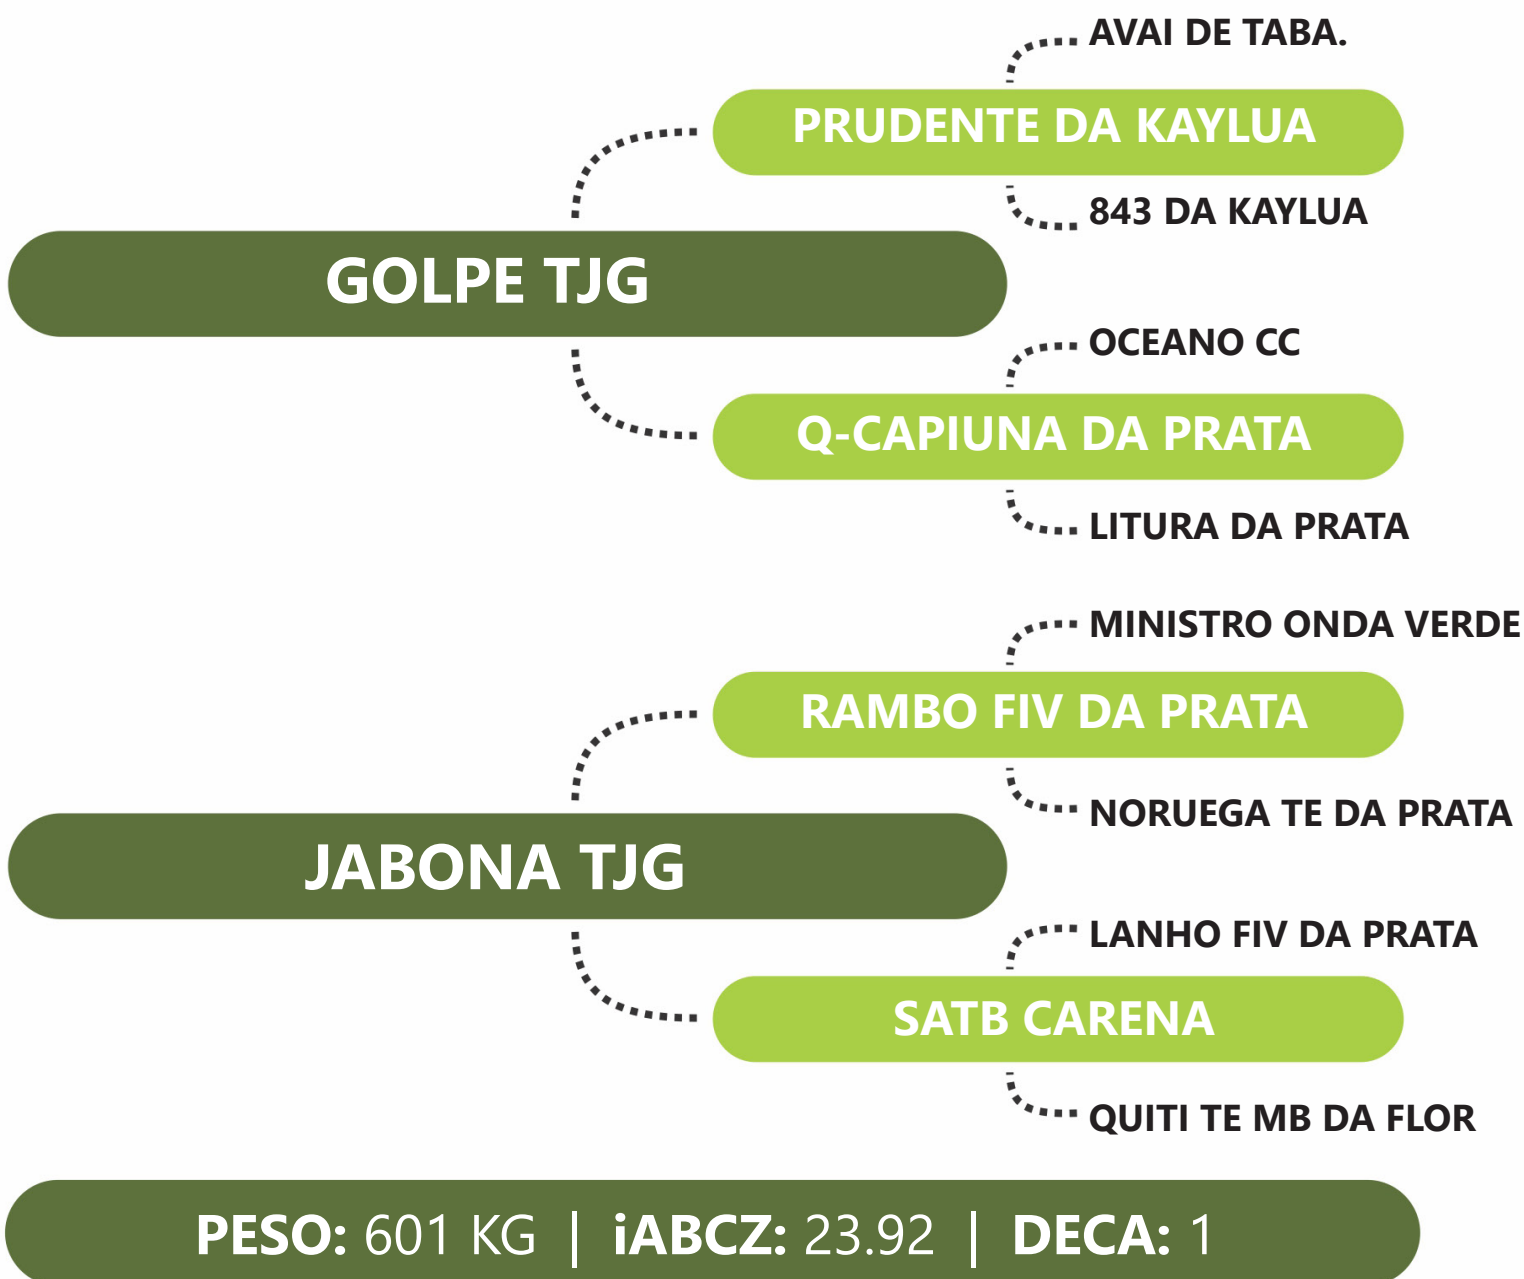 AVAI DE TABA.
PRUDENTE DA KAYLUA
843 DA KAYLUA
GOLPE TJG
OCEANO CC
Q-CAPIUNA DA PRATA
LITURA DA PRATA
MINISTRO ONDA VERDE
RAMBO FIV DA PRATA
NORUEGA TE DA PRATA
JABONA TJG
LANHO FIV DA PRATA
SATB CARENA
QUITI TE MB DA FLOR
PESO: 601 KG | iABCZ: 23.92 | DECA: 1